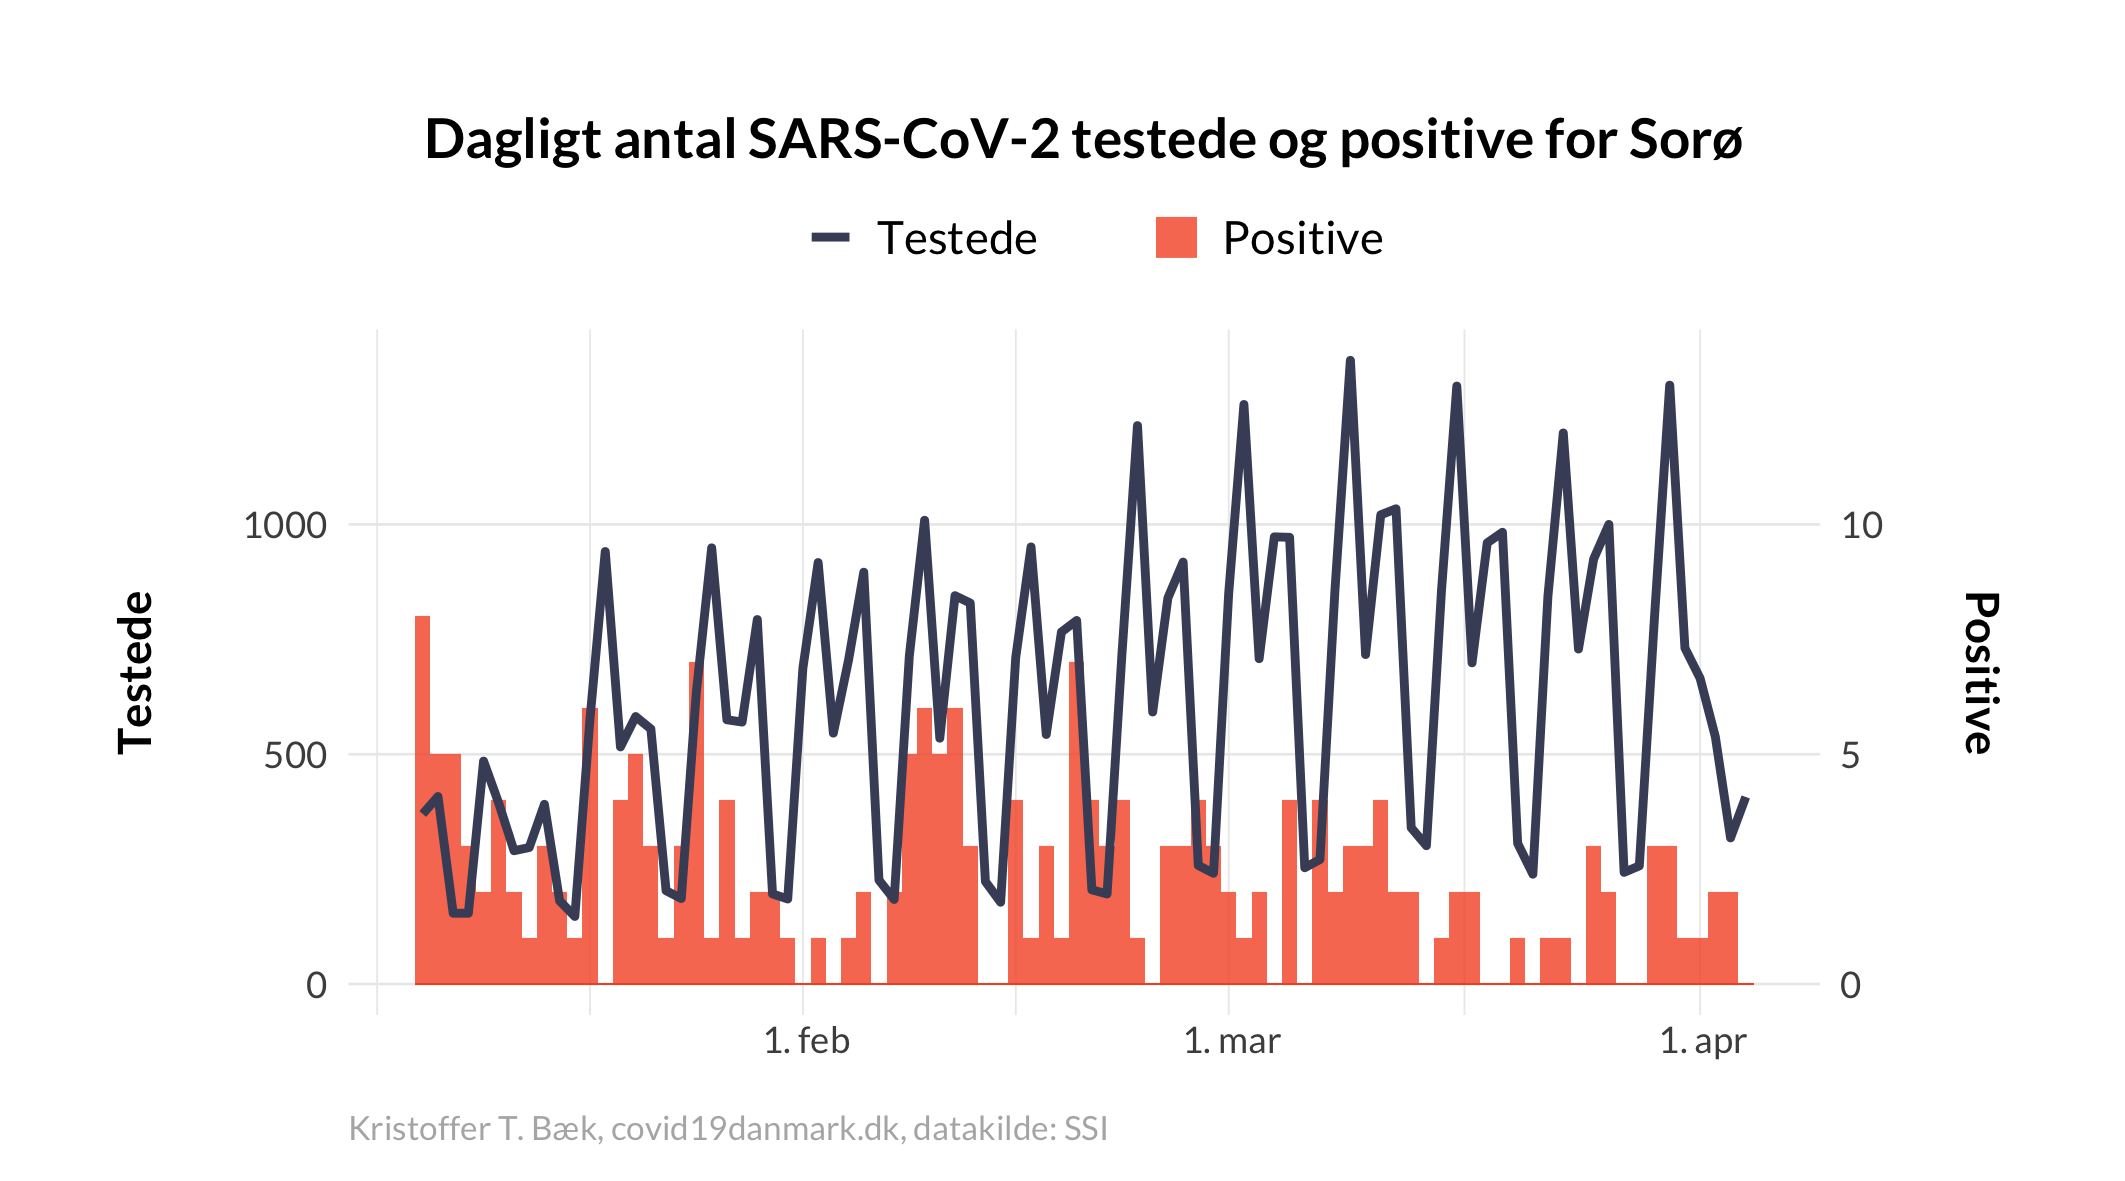 Dagligt antal SARS-CoV-2 testede og positive for Sorø
Testede
Positive
Testede
1000
500
0
10
5
0
Positive
1. feb
1. mar
1. apr
Kristoffer T. Bæk, covid19danmark.dk, datakilde: SSI